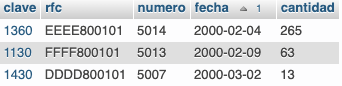 clave rfc numero fecha 1 cantidad
1360 EEEE800101 5014 2000-02-04 265
1130 FFFF800101 5013 2000-02-09 63
1430 DDDD800101 5007 2000-03-02 13